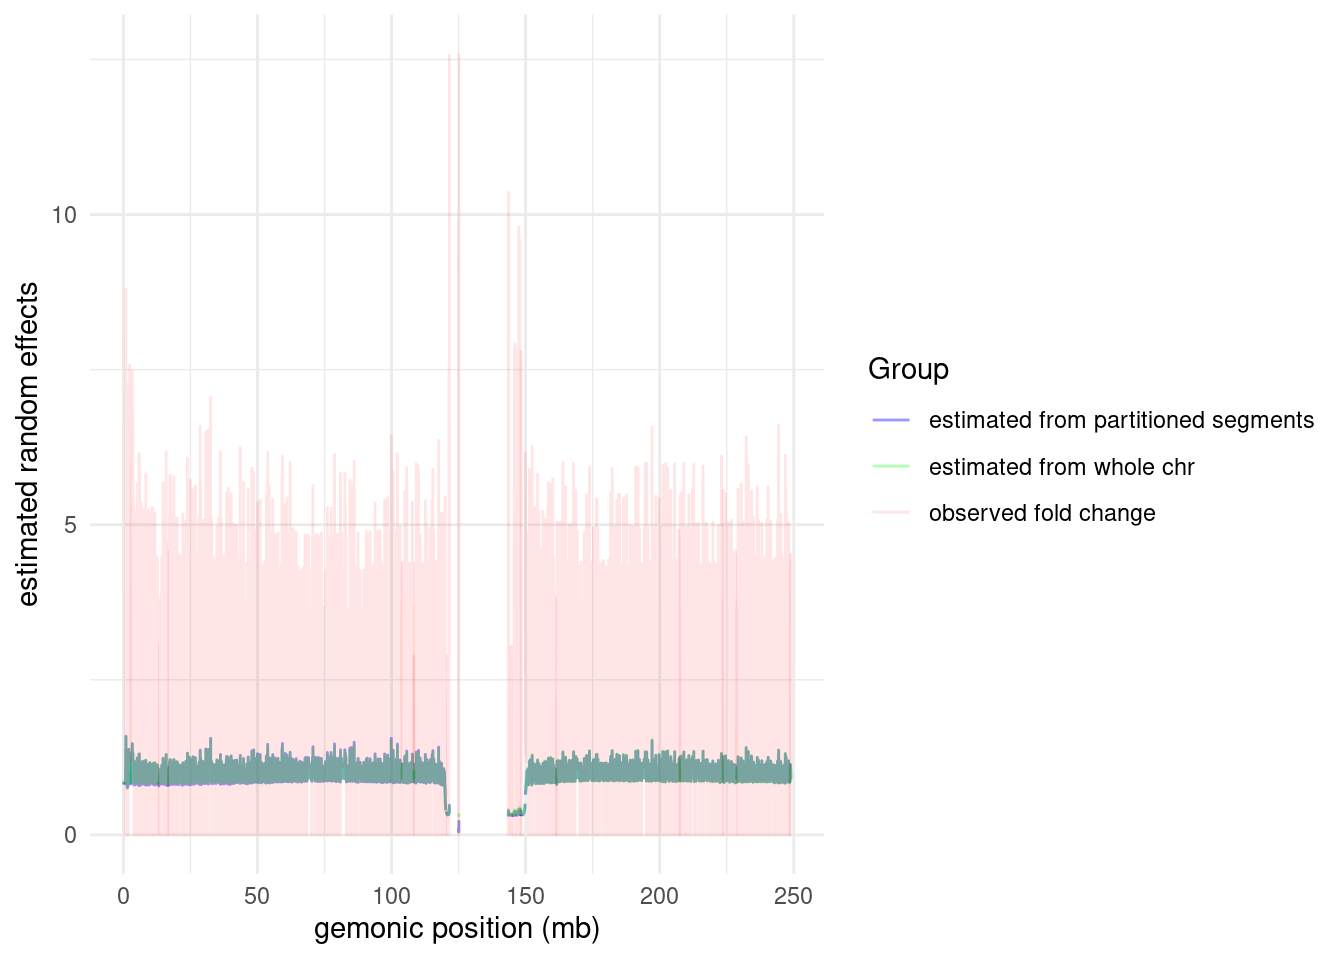 10
5
0
estimated random effects
0
50
100
150
200
250
gemonic position (mb)
Group
estimated from partitioned segments
estimated from whole chr
observed fold change